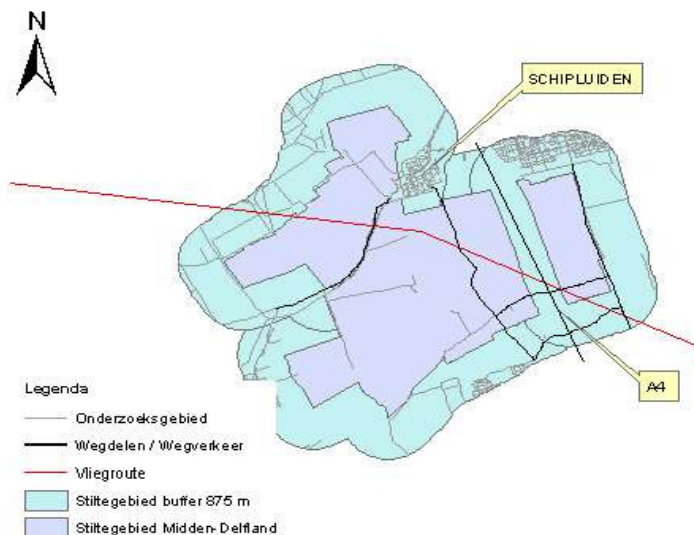 N
SCHIPLUIDEN
A4
Legenda
Onderzoeksgebied
Wegdelen / Wegverkeer
Vliegroute
Stiltegebied buffer 875 m
Stiltegebied Midden-Delfland